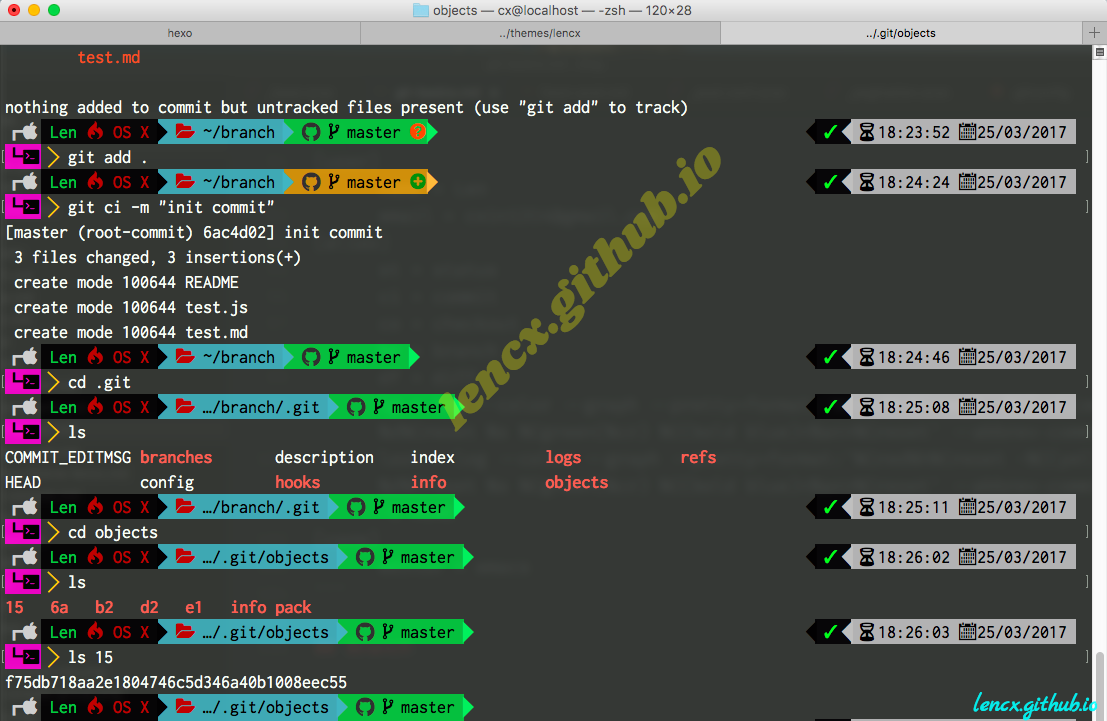 objects — cx@localhost — -zsh — 120×28
hexo ../themes/lencx ../.git/objects
test.md
nothing added to commit but untracked files present (use "git add" to track)
Len OS X ~/branch master ? ✓ 18:23:52 25/03/2017
git add .
Len OS X ~/branch master + ✓ 18:24:24 25/03/2017
git ci -m "init commit"
[master (root-commit) 6ac4d02] init commit
3 files changed, 3 insertions(+)
create mode 100644 README
create mode 100644 test.js
create mode 100644 test.md
Len OS X ~/branch master ✓ 18:24:46 25/03/2017
cd .git
Len OS X …/branch/.git master ✓ 18:25:08 25/03/2017
ls
COMMIT_EDITMSG branches description index logs refs
HEAD config hooks info objects
Len OS X …/branch/.git master ✓ 18:25:11 25/03/2017
cd objects
Len OS X …/.git/objects master ✓ 18:26:02 25/03/2017
ls
15 6a b2 d2 e1 info pack
Len OS X …/.git/objects master ✓ 18:26:03 25/03/2017
ls 15
f75db718aa2e1804746c5d346a40b1008eec55
Len OS X …/.git/objects master
lencx.github.io
lencx.github.io